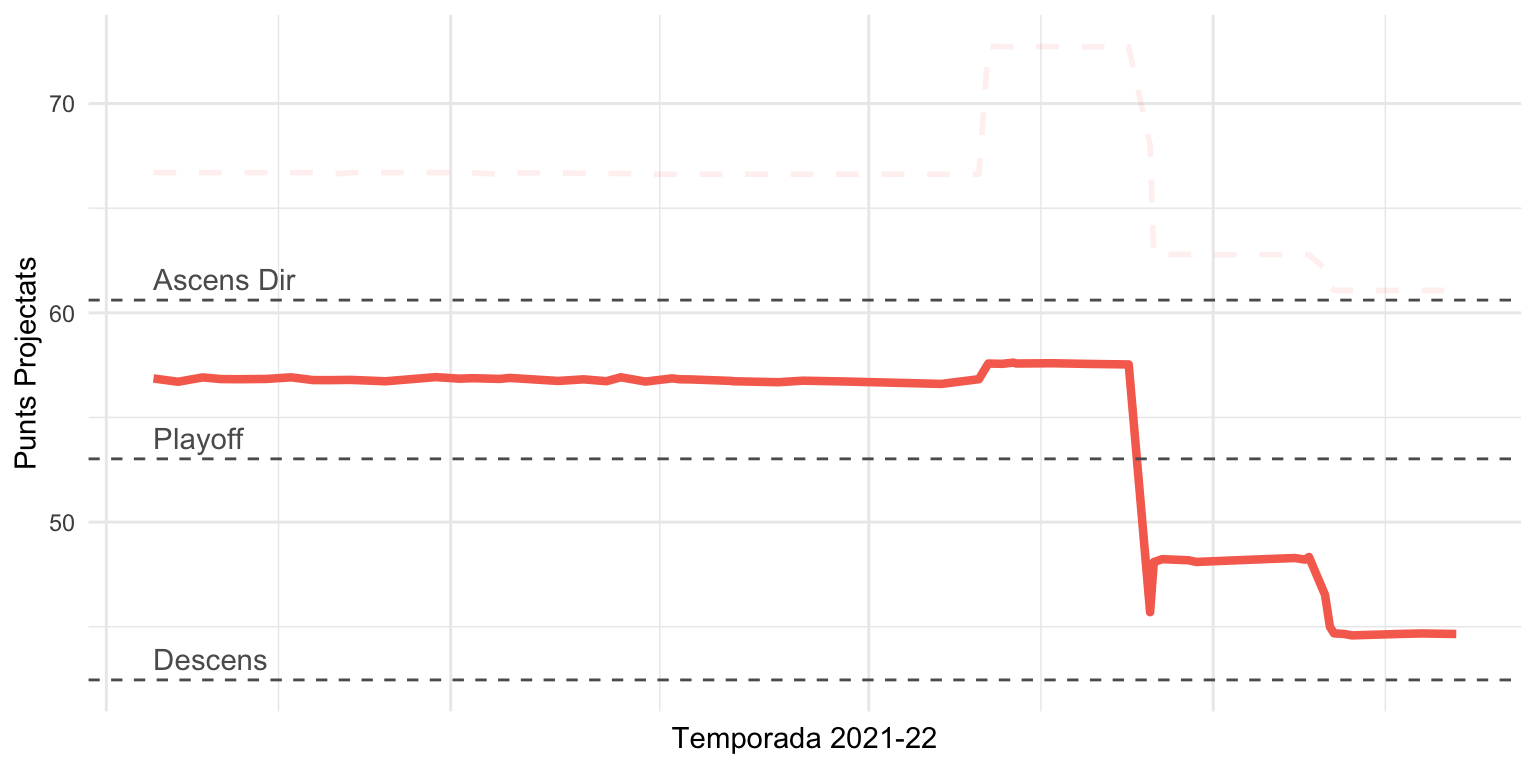 70
Ascens Dir
60
Punts Projectats
Playoff
50
Descens
Temporada 2021-22